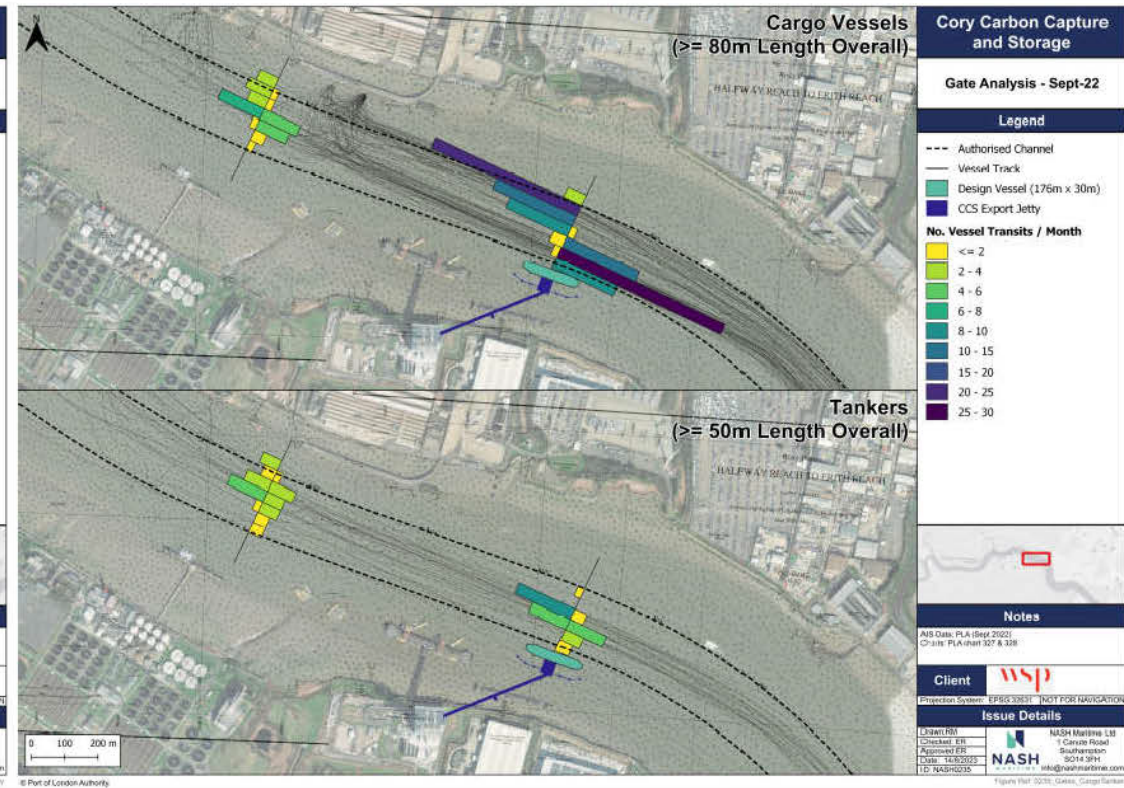 Cargo Vessels
(>= 80m Length Overall)
N
HALFWAY REACH TO ERITH REACH
Tankers
(>= 50m Length Overall)
HALFWAY REACH TO ERITH REACH
0 100 200 m
© Port of London Authority
Cory Carbon Capture
and Storage
Gate Analysis - Sept-22
Legend
Authorised Channel
Vessel Track
Design Vessel (176m x 30m)
CCS Export Jetty
No. Vessel Transits / Month
<= 2
2 - 4
4 - 6
6 - 8
8 - 10
10 - 15
15 - 20
20 - 25
25 - 30
Notes
AIS Data: PLA (Sept 2022)
Charts: PLA chart 327 & 328
Client
wsp
Projection System: EPSG:32631 NOT FOR NAVIGATION
Issue Details
Drawn: RM
Checked: ER
Approved: ER
Date: 14/9/2023
I D: NASH0235
NASH
MARITIME
NASH Maritime Ltd
1 Canute Road
Southampton
SO14 3FH
info@nashmaritime.com